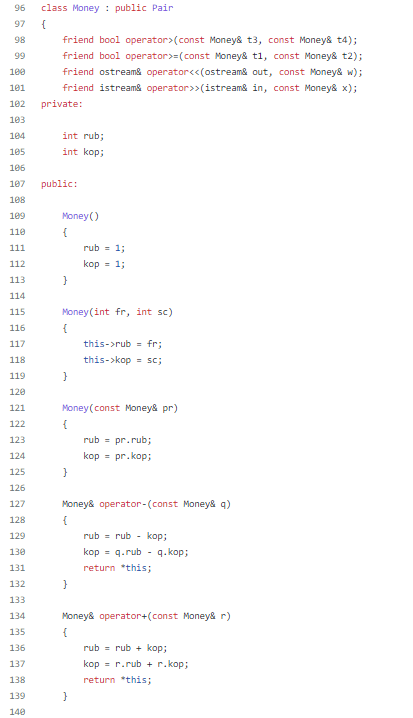 96 class Money : public Pair
97 {
98 friend bool operator>(const Money& t3, const Money& t4);
99 friend bool operator>=(const Money& t1, const Money& t2);
100 friend ostream& operator<<(ostream& out, const Money& w);
101 friend istream& operator>>(istream& in, const Money& x);
102 private:
103
104 int rub;
105 int kop;
106
107 public:
108
109 Money()
110 {
111 rub = 1;
112 kop = 1;
113 }
114
115 Money(int fr, int sc)
116 {
117 this->rub = fr;
118 this->kop = sc;
119 }
120
121 Money(const Money& pr)
122 {
123 rub = pr.rub;
124 kop = pr.kop;
125 }
126
127 Money& operator-(const Money& q)
128 {
129 rub = rub - kop;
130 kop = q.rub - q.kop;
131 return *this;
132 }
133
134 Money& operator+(const Money& r)
135 {
136 rub = rub + kop;
137 kop = r.rub + r.kop;
138 return *this;
139 }
140